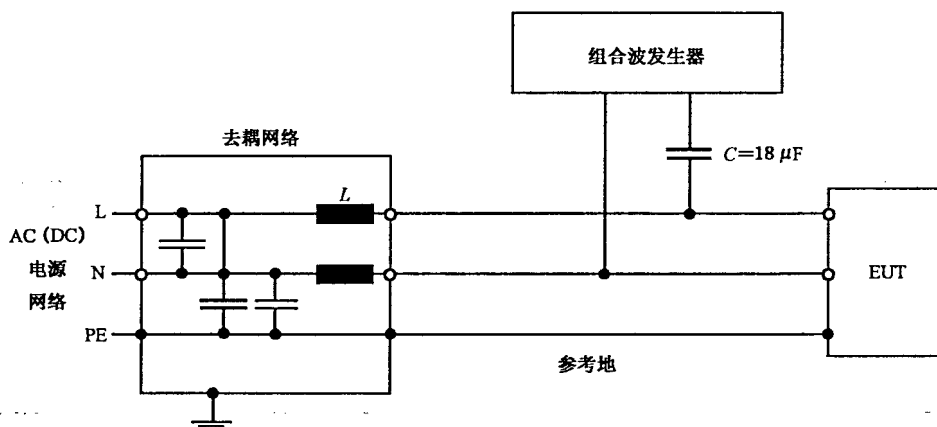 组合波发生器
去耦网络
C=18 μF
L
L
AC (DC)
电源
网络
N
EUT
PE
参考地